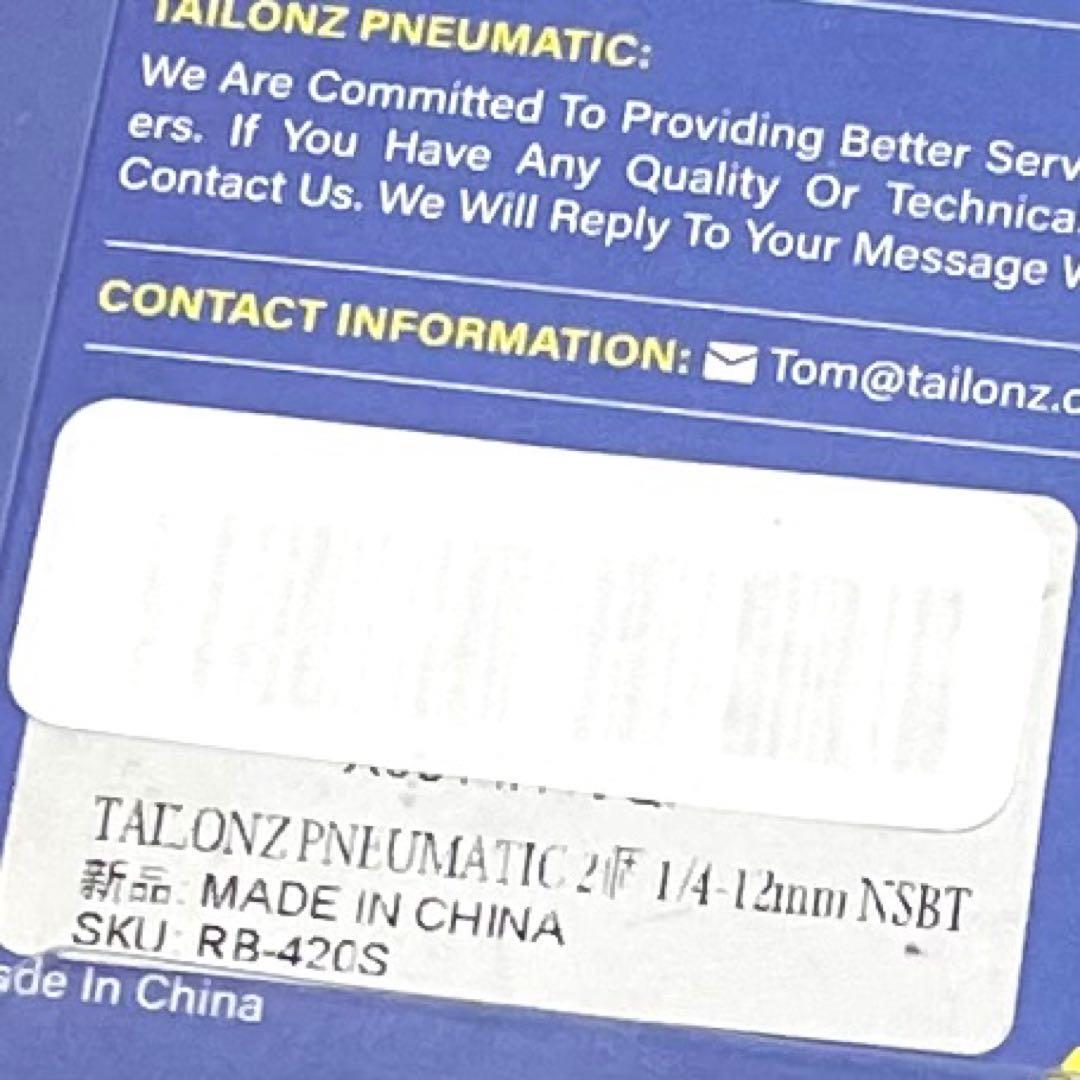 TAILONZ PNEUMATIC:
We Are Committed To Providing Better Serv
ers. If You Have Any Quality Or Technica
Contact Us. We Will Reply To Your Message W
CONTACT INFORMATION: Tom@tailonz.c
TAILONZ PNEUMATIC 2個 1/4-12mm NSBT
新品: MADE IN CHINA
SKU: RB-420S
ade In China